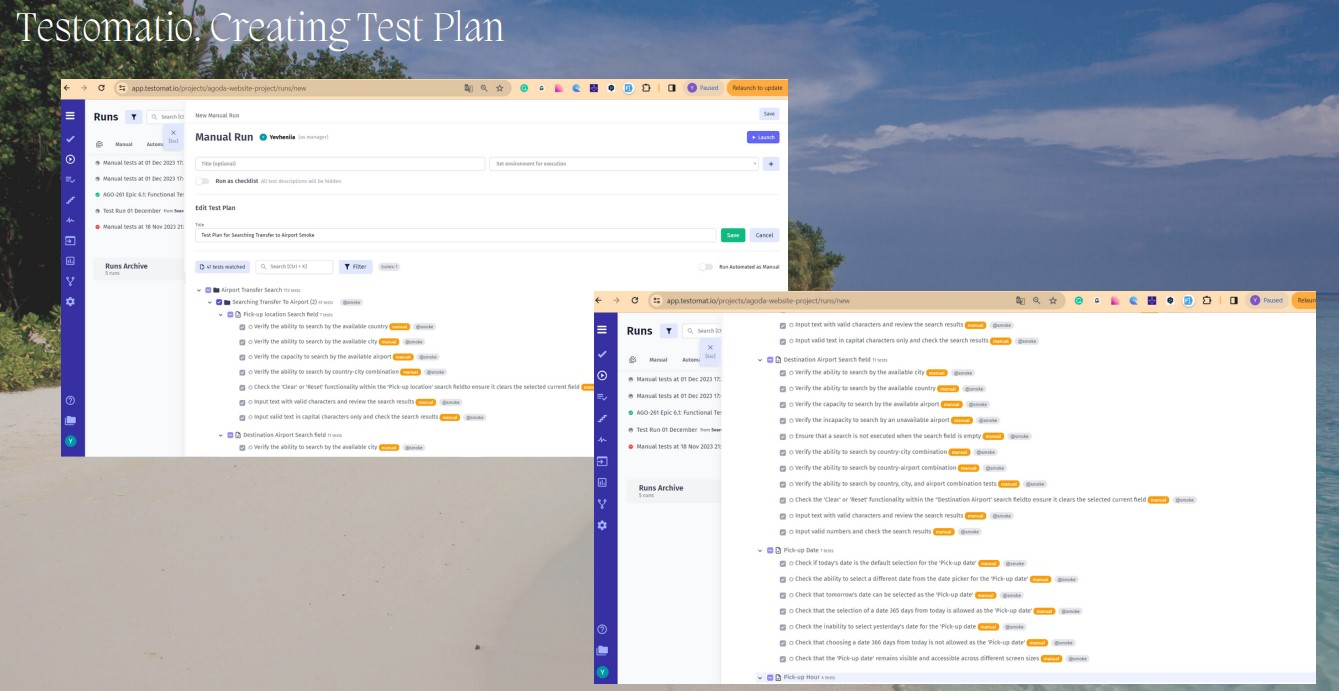 Testomatio. Creating Test Plan
app.testomat.io/projects/agoda-website-project/runs/new
Paused
Relaunch to update
Runs
Search [Ct
[Esc]
Manual
Autom
Manual tests at 01 Dec 2023 17:
Manual tests at 01 Dec 2023 17:
AGO-261 Epic 6.1: Functional Tes
Test Run 01 December from Sear
Manual tests at 18 Nov 2023 21:
Runs Archive
5 runs
New Manual Run
Save
Manual Run Y Yevheniia (as manager)
Launch
Title (optional)
Set environment for execution
+
Run as checklist All test descriptions will be hidden
Edit Test Plan
Title
Test Plan for Searching Transfer to Airport Smoke
Save
Cancel
41 tests matched
Search [Ctrl + K]
Filter
Run Automated as Manual
Airport Transfer Search
Searching Transfer To Airport (2) 41 tests @smoke
Pick-up location Search field 7 tests
Verify the ability to search by the available country manual @smoke
Verify the ability to search by the available city manual @smoke
Verify the capacity to search by the available airport manual @smoke
Verify the ability to search by country-city combination manual @smoke
Check the 'Clear' or 'Reset' functionality within the 'Pick-up location' search fieldto ensure it clears the selected current field
Input text with valid characters and review the search results manual @smoke
Input valid text in capital characters only and check the search results manual @smoke
Destination Airport Search field 11 tests
Verify the ability to search by the available city manual @smoke
Y
app.testomat.io/projects/agoda-website-project/runs/new
Paused
Relaun
Runs
Search [Ct
[Esc]
Manual
Autom
Manual tests at 01 Dec 2023 17:
Manual tests at 01 Dec 2023 17:
AGO-261 Epic 6.1: Functional Tes
Test Run 01 December from Sear
Manual tests at 18 Nov 2023 21:
Runs Archive
5 runs
Input text with valid characters and review the search results manual @smoke
Input valid text in capital characters only and check the search results manual @smoke
Destination Airport Search field 11 tests
Verify the ability to search by the available city manual @smoke
Verify the ability to search by the available country manual @smoke
Verify the capacity to search by the available airport manual @smoke
Verify the incapacity to search by an unavailable airport manual @smoke
Ensure that a search is not executed when the search field is empty manual @smoke
Verify the ability to search by country-city combination manual @smoke
Verify the ability to search by country-airport combination manual @smoke
Verify the ability to search by country, city, and airport combination tests manual @smoke
Check the 'Clear' or 'Reset' functionality within the 'Destination Airport' search fieldto ensure it clears the selected current field manual @smoke
Input text with valid characters and review the search results manual @smoke
Input valid numbers and check the search results manual @smoke
Pick-up Date 7 tests
Check if today's date is the default selection for the 'Pick-up date' manual @smoke
Check the ability to select a different date from the date picker for the 'Pick-up date' manual @smoke
Check that tomorrow's date can be selected as the 'Pick-up date' manual @smoke
Check that the selection of a date 365 days from today is allowed as the 'Pick-up date' manual @smoke
Check the inability to select yesterday's date for the 'Pick-up date manual @smoke
Check that choosing a date 366 days from today is not allowed as the 'Pick-up date' manual @smoke
Check that the 'Pick-up date' remains visible and accessible across different screen sizes manual @smoke
Pick-up Hour 4 tests
Y